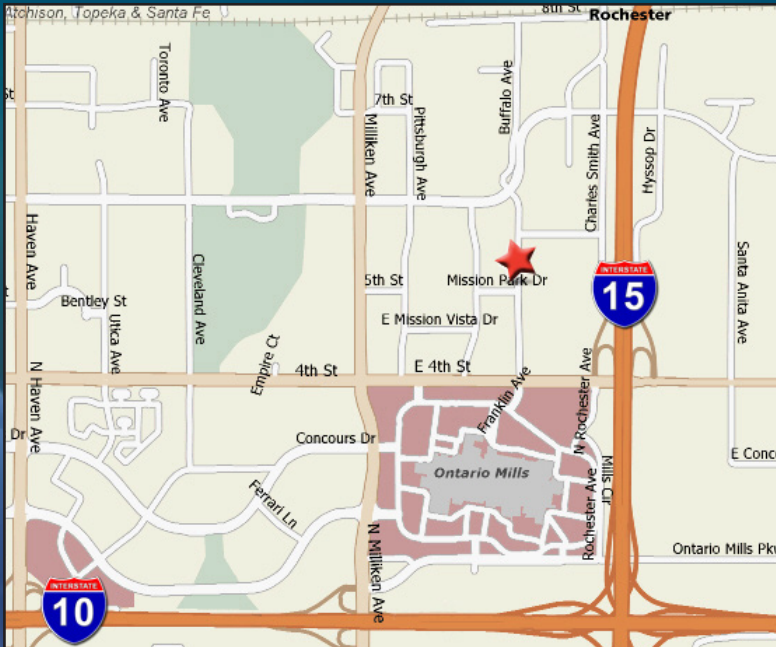 Atchison, Topeka & Santa Fe
8th St
Rochester
Toronto Ave
7th St
Milliken Ave
Pittsburgh Ave
Buffalo Ave
Charles Smith Ave
Hyssop Dr
Haven Ave
Cleveland Ave
Santa Anita Ave
5th St
Mission Park Dr
INTERSTATE
15
Bentley St
Utica Ave
E Mission Vista Dr
N Haven Ave
Empire Ct
4th St
E 4th St
Franklin Ave
N Rochester Ave
Dr
Concours Dr
E Conc
Ontario Mills
Mills Cir
Ferrari Ln
Rochester Ave
N Milliken Ave
Ontario Mills Pkw
INTERSTATE
10